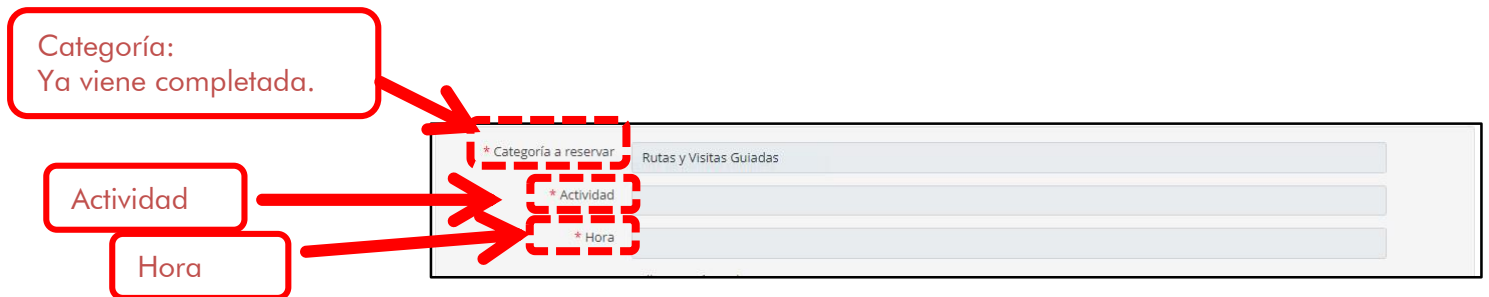 Categoría:
Ya viene completada.
* Categoría a reservar
Rutas y Visitas Guiadas
Actividad
* Actividad
* Hora
Hora